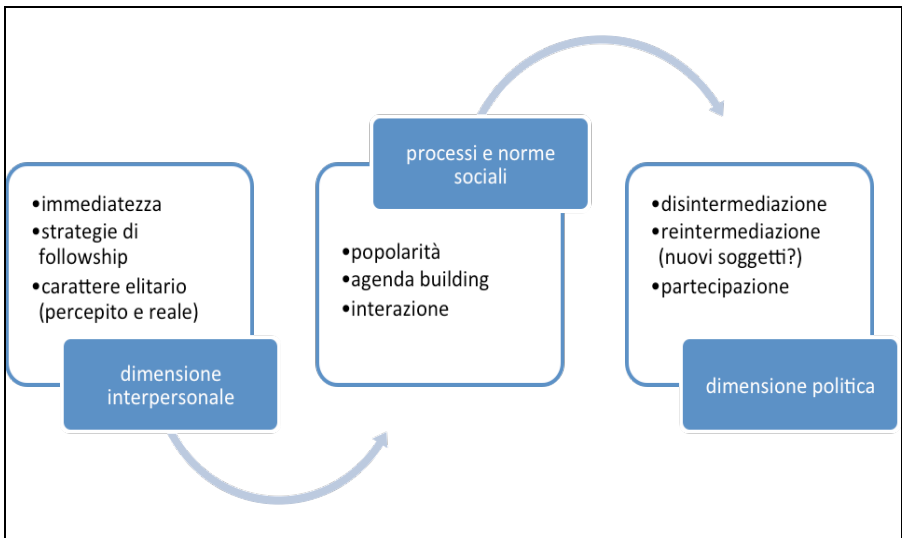 •immediatezza
•strategie di
followship
•carattere elitario
(percepito e reale)
dimensione
interpersonale
processi e norme
sociali
•popolarità
•agenda building
•interazione
•disintermediazione
•reintermediazione
(nuovi soggetti?)
•partecipazione
dimensione politica